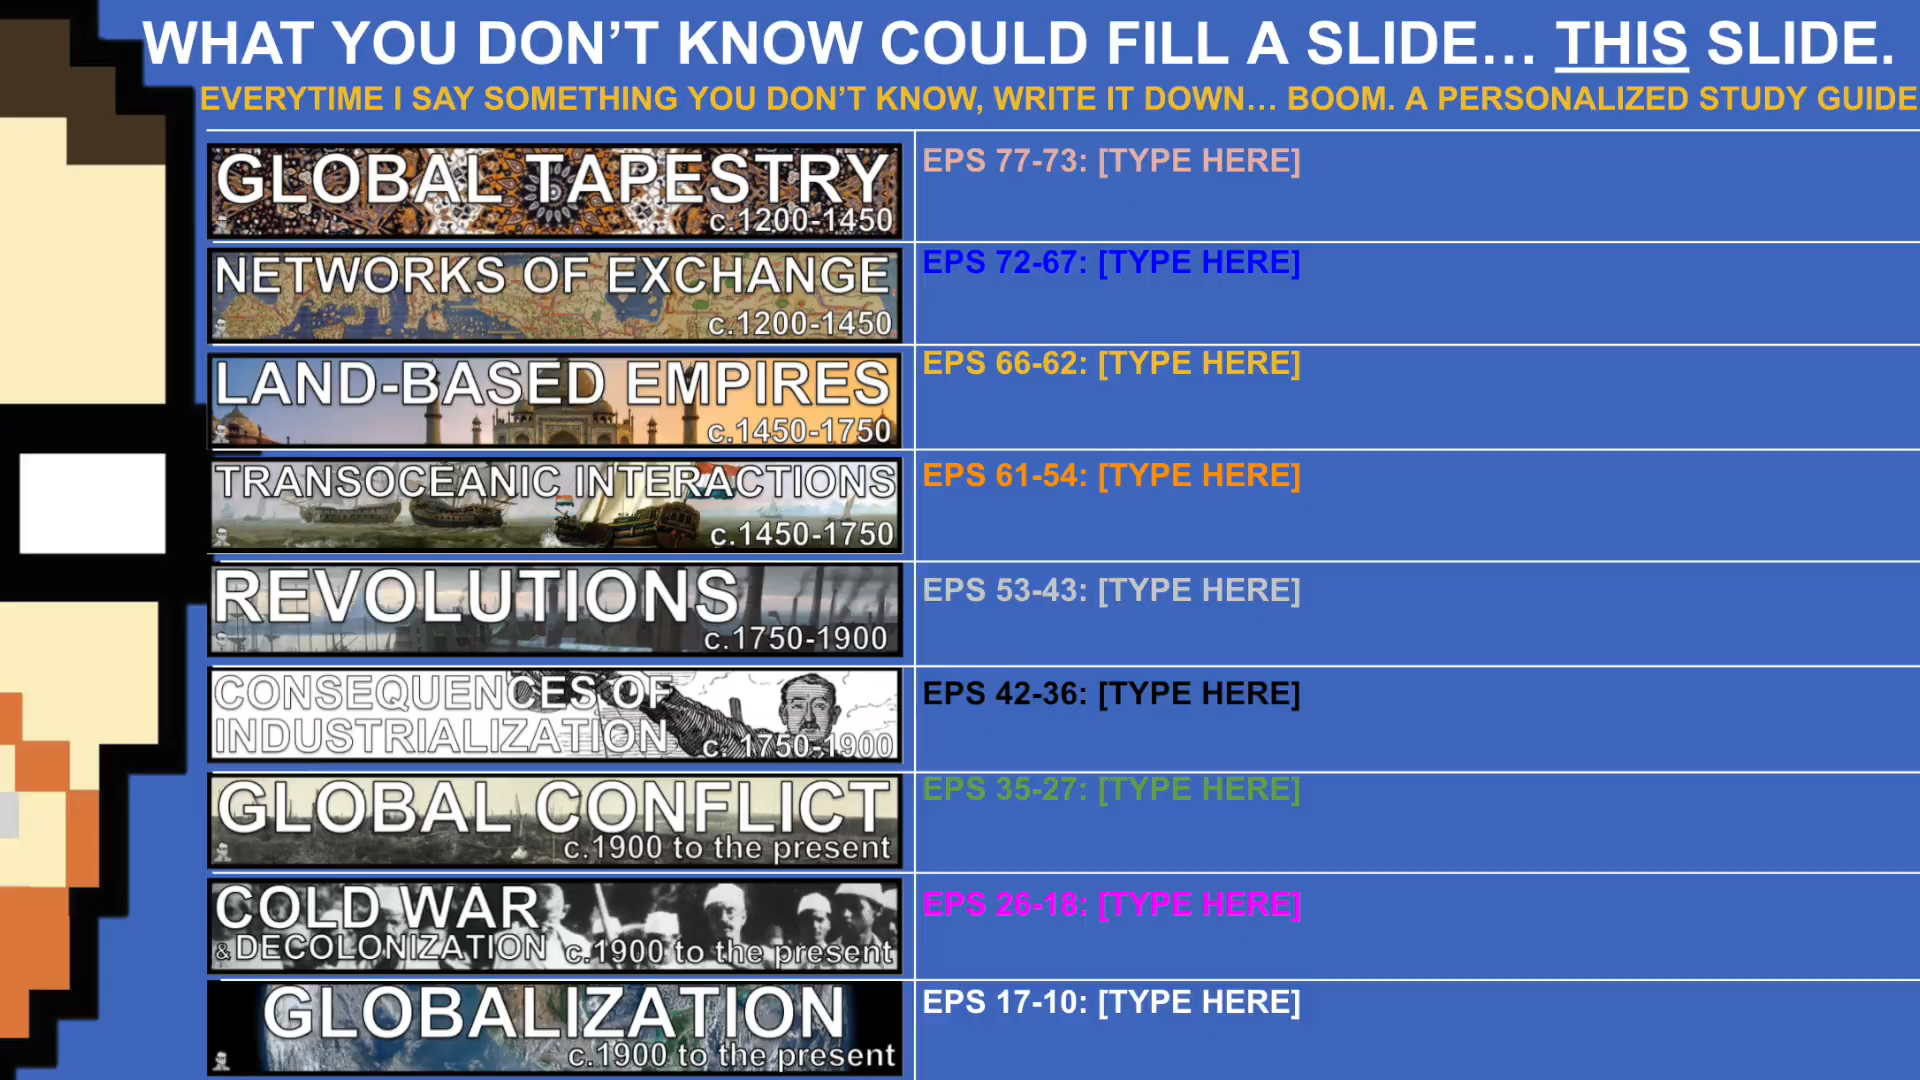 WHAT YOU DON'T KNOW COULD FILL A SLIDE... THIS SLIDE.
EVERYTIME I SAY SOMETHING YOU DON'T KNOW, WRITE IT DOWN... BOOM. A PERSONALIZED STUDY GUIDE
GLOBAL TAPESTRY
c.1200-1450
EPS 77-73: [TYPE HERE]
NETWORKS OF EXCHANGE
c.1200-1450
EPS 72-67: [TYPE HERE]
LAND-BASED EMPIRES
c.1450-1750
EPS 66-62: [TYPE HERE]
TRANSOCEANIC INTERACTIONS
c.1450-1750
EPS 61-54: [TYPE HERE]
REVOLUTIONS
c.1750-1900
EPS 53-43: [TYPE HERE]
CONSEQUENCES OF
INDUSTRIALIZATION
c. 1750-1900
EPS 42-36: [TYPE HERE]
GLOBAL CONFLICT
c.1900 to the present
EPS 35-27: [TYPE HERE]
COLD WAR
& DECOLONIZATION c.1900 to the present
EPS 26-18: [TYPE HERE]
GLOBALIZATION
c.1900 to the present
EPS 17-10: [TYPE HERE]